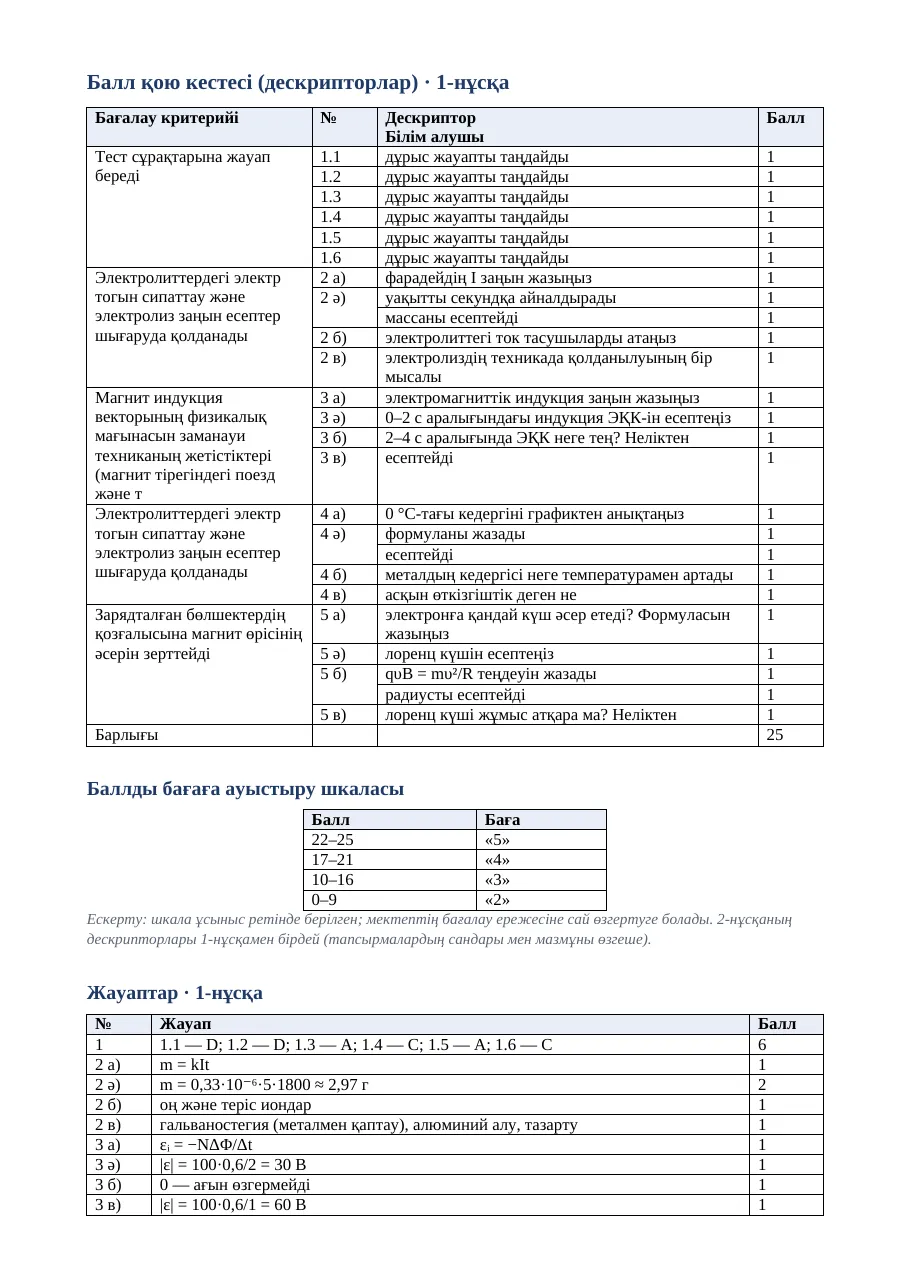 Балл қою кестесі (дескрипторлар) · 1-нұсқа
Бағалау критерийі № Дескриптор Балл
Білім алушы
Тест сұрақтарына жауап 1.1 дұрыс жауапты таңдайды 1
береді 1.2 дұрыс жауапты таңдайды 1
1.3 дұрыс жауапты таңдайды 1
1.4 дұрыс жауапты таңдайды 1
1.5 дұрыс жауапты таңдайды 1
1.6 дұрыс жауапты таңдайды 1
Электролиттердегі электр 2 а) фарадейдің I заңын жазыңыз 1
тогын сипаттау және 2 ә) уақытты секундқа айналдырады 1
электролиз заңын есептер массаны есептейді 1
шығаруда қолданады 2 б) электролиттегі ток тасушыларды атаңыз 1
2 в) электролиздің техникада қолданылуының бір 1
мысалы
Магнит индукция 3 а) электромагниттік индукция заңын жазыңыз 1
векторының физикалық 3 ә) 0–2 с аралығындағы индукция ЭҚК-ін есептеңіз 1
мағынасын заманауи 3 б) 2–4 с аралығында ЭҚК неге тең? Неліктен 1
техниканың жетістіктері 3 в) есептейді 1
(магнит тірегіндегі поезд
және т
Электролиттердегі электр 4 а) 0 °С-тағы кедергіні графиктен анықтаңыз 1
тогын сипаттау және 4 ә) формуланы жазады 1
электролиз заңын есептер есептейді 1
шығаруда қолданады 4 б) металдың кедергісі неге температурамен артады 1
4 в) асқын өткізгіштік деген не 1
Зарядталған бөлшектердің 5 а) электронға қандай күш әсер етеді? Формуласын 1
қозғалысына магнит өрісінің жазыңыз
әсерін зерттейді 5 ә) лоренц күшін есептеңіз 1
5 б) qυB = mυ²/R теңдеуін жазады 1
радиусты есептейді 1
5 в) лоренц күші жұмыс атқара ма? Неліктен 1
Барлығы 25
Баллды бағаға ауыстыру шкаласы
Балл Баға
22–25 «5»
17–21 «4»
10–16 «3»
0–9 «2»
Ескерту: шкала ұсыныс ретінде берілген; мектептің бағалау ережесіне сай өзгертуге болады. 2-нұсқаның
дескрипторлары 1-нұсқамен бірдей (тапсырмалардың сандары мен мазмұны өзгеше).
Жауаптар · 1-нұсқа
№ Жауап Балл
1 1.1 — D; 1.2 — D; 1.3 — A; 1.4 — C; 1.5 — A; 1.6 — C 6
2 а) m = kIt 1
2 ә) m = 0,33·10⁻⁶·5·1800 ≈ 2,97 г 2
2 б) оң және теріс иондар 1
2 в) гальваностегия (металмен қаптау), алюминий алу, тазарту 1
3 а) εᵢ = −NΔΦ/Δt 1
3 ә) |ε| = 100·0,6/2 = 30 В 1
3 б) 0 — ағын өзгермейді 1
3 в) |ε| = 100·0,6/1 = 60 В 1